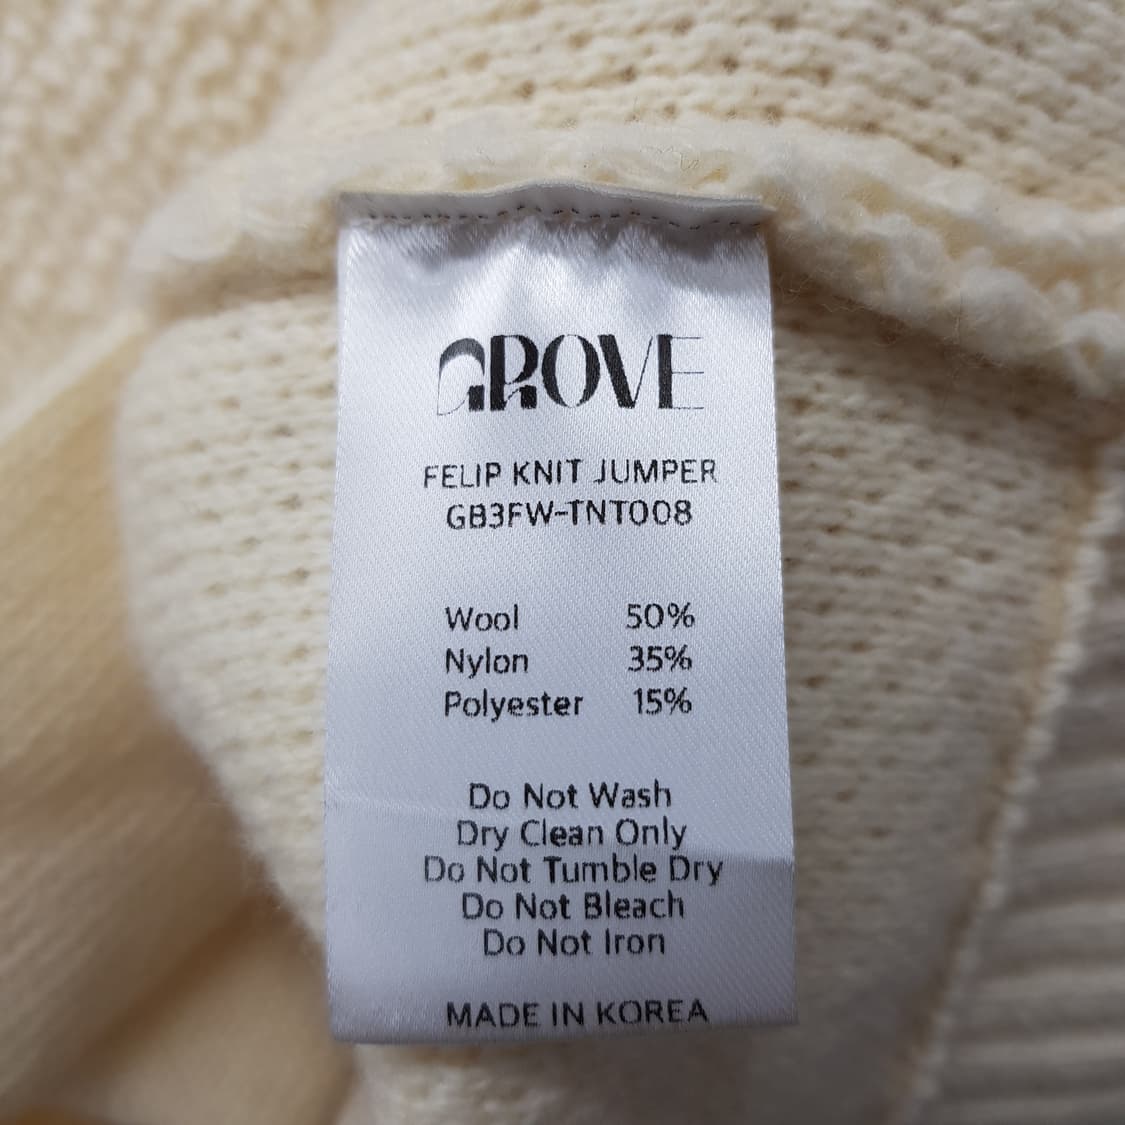 GROVE
FELIP KNIT JUMPER
GB3FW-TNT008
Wool 50%
Nylon 35%
Polyester 15%
Do Not Wash
Dry Clean Only
Do Not Tumble Dry
Do Not Bleach
Do Not Iron
MADE IN KOREA